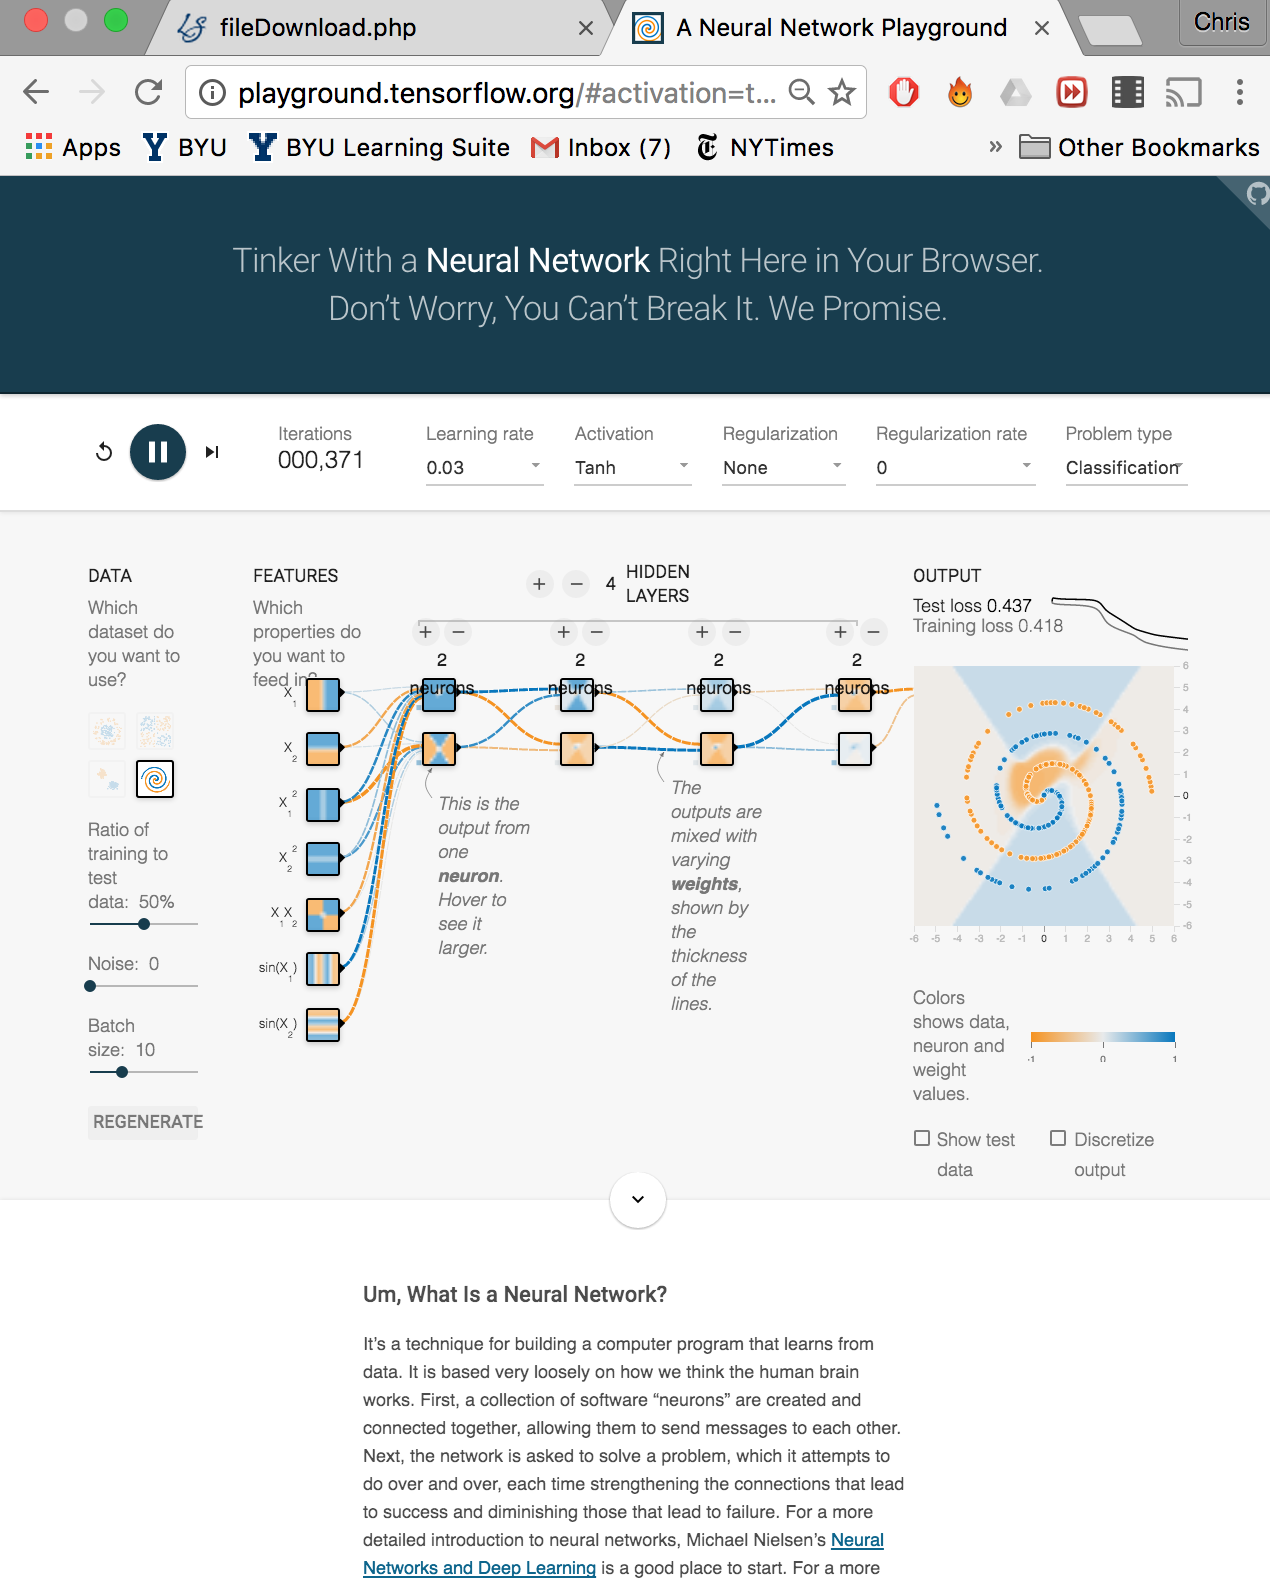 fileDownload.php
A Neural Network Playground
Chris
playground.tensorflow.org/#activation=t...
Apps
BYU
BYU Learning Suite
Inbox (7)
NYTimes
»
Other Bookmarks
Tinker With a Neural Network Right Here in Your Browser.
Don't Worry, You Can't Break It. We Promise.
Iterations
000,371
Learning rate
0.03
Activation
Tanh
Regularization
None
Regularization rate
0
Problem type
Classification
DATA
Which
dataset do
you want to
use?
Ratio of
training to
test
data: 50%
Noise: 0
Batch
size: 10
REGENERATE
FEATURES
Which
properties do
you want to
feed in?
X1
X2
X1²
X2²
X1X2
sin(X1)
sin(X2)
+ − 4 HIDDEN
LAYERS
+ −
2
neurons
+ −
2
neurons
+ −
2
neurons
+ −
2
neurons
This is the
output from
one
neuron.
Hover to
see it
larger.
The
outputs are
mixed with
varying
weights,
shown by
the
thickness
of the
lines.
OUTPUT
Test loss 0.437
Training loss 0.418
6
5
4
3
2
1
0
-1
-2
-3
-4
-5
-6
-6 -5 -4 -3 -2 -1 0 1 2 3 4 5 6
Colors
shows data,
neuron and
weight
values.
-1 0 1
Show test
data
Discretize
output
Um, What Is a Neural Network?
It's a technique for building a computer program that learns from
data. It is based very loosely on how we think the human brain
works. First, a collection of software “neurons” are created and
connected together, allowing them to send messages to each other.
Next, the network is asked to solve a problem, which it attempts to
do over and over, each time strengthening the connections that lead
to success and diminishing those that lead to failure. For a more
detailed introduction to neural networks, Michael Nielsen's Neural
Networks and Deep Learning is a good place to start. For a more